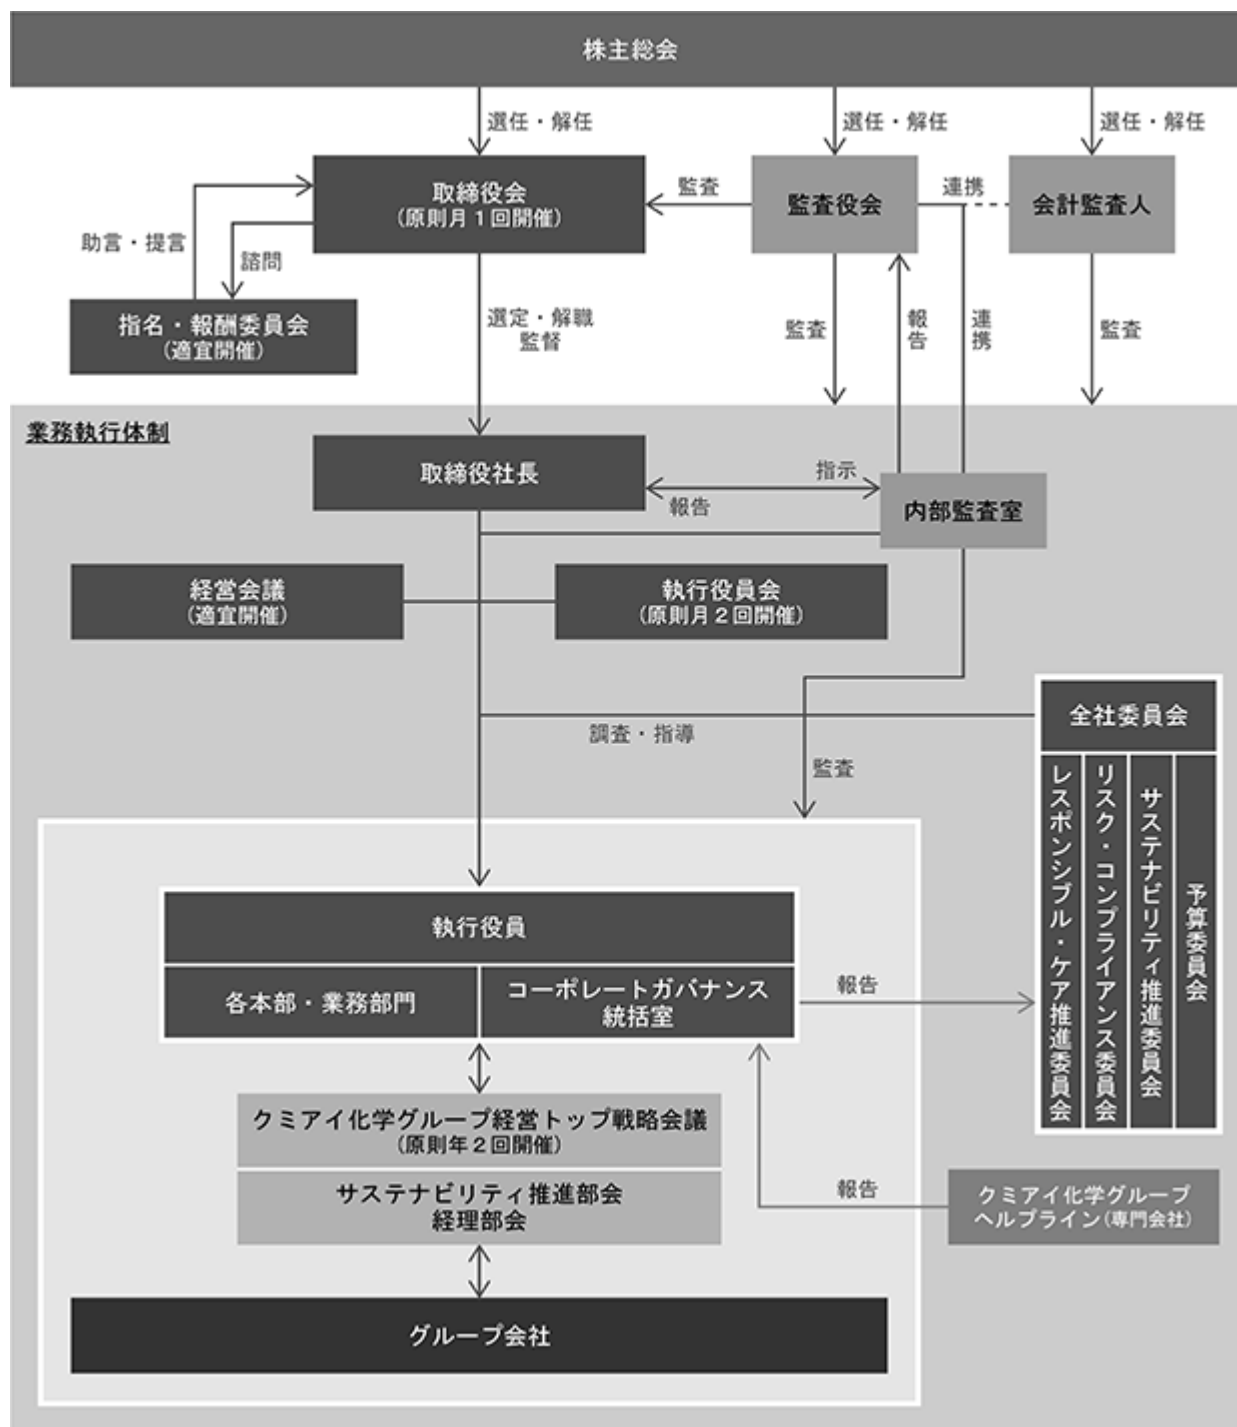 株主総会
選任・解任
選任・解任
選任・解任
取締役会
(原則月1回開催)
監査
監査役会
連携
会計監査人
助言・提言
諮問
指名・報酬委員会
(適宜開催)
選定・解職
監督
監査
報告
連携
監査
業務執行体制
取締役社長
指示
報告
内部監査室
経営会議
(適宜開催)
執行役員会
(原則月2回開催)
全社委員会
調査・指導
監査
レスポンシブル・ケア推進委員会
リスク・コンプライアンス委員会
サステナビリティ推進委員会
予算委員会
執行役員
各本部・業務部門
コーポレートガバナンス
統括室
報告
クミアイ化学グループ経営トップ戦略会議
(原則年2回開催)
サステナビリティ推進部会
経理部会
報告
クミアイ化学グループ
ヘルプライン(専門会社)
グループ会社